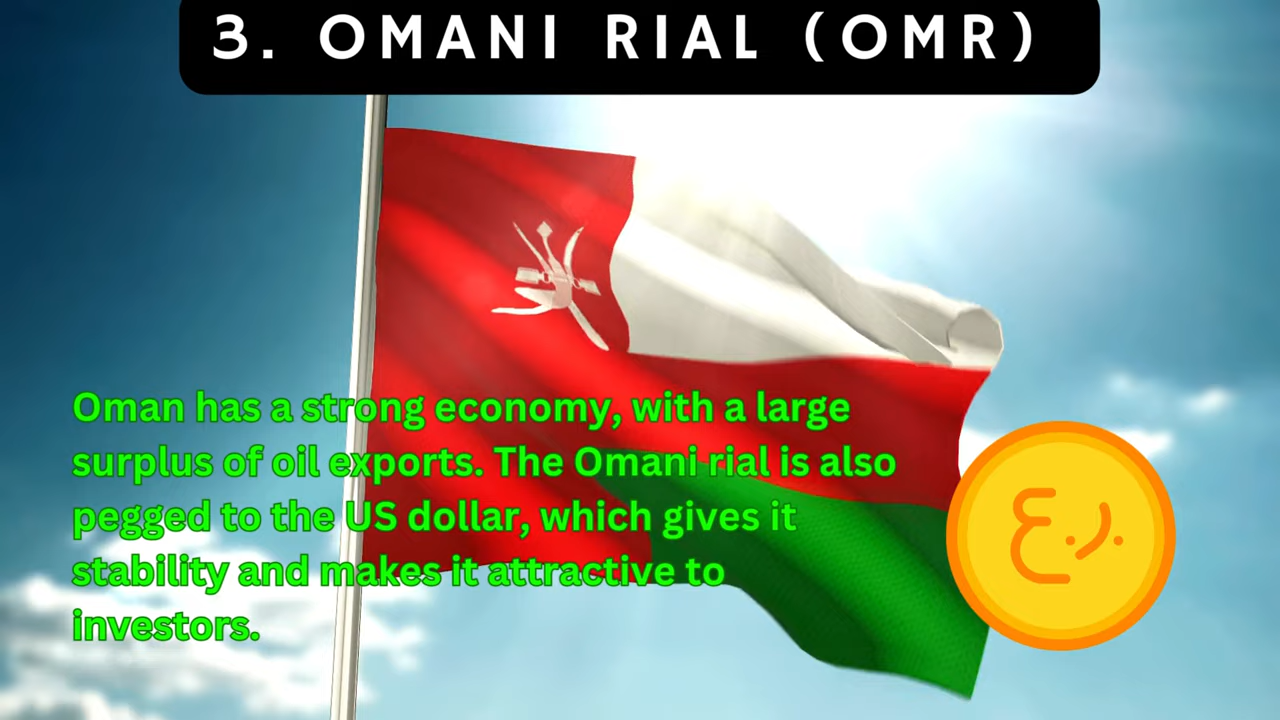 3. OMANI RIAL (OMR)
Oman has a strong economy, with a large
surplus of oil exports. The Omani rial is also
pegged to the US dollar, which gives it
stability and makes it attractive to
investors.
ر.ع.